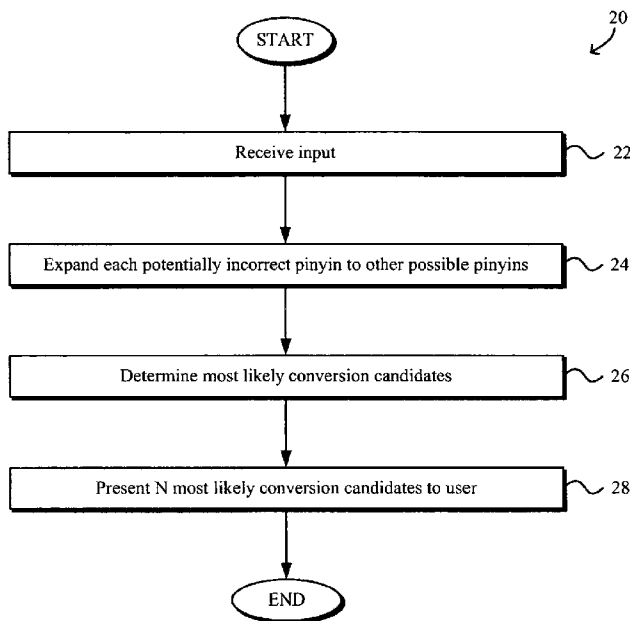 20
START
Receive input
22
Expand each potentially incorrect pinyin to other possible pinyins
24
Determine most likely conversion candidates
26
Present N most likely conversion candidates to user
28
END